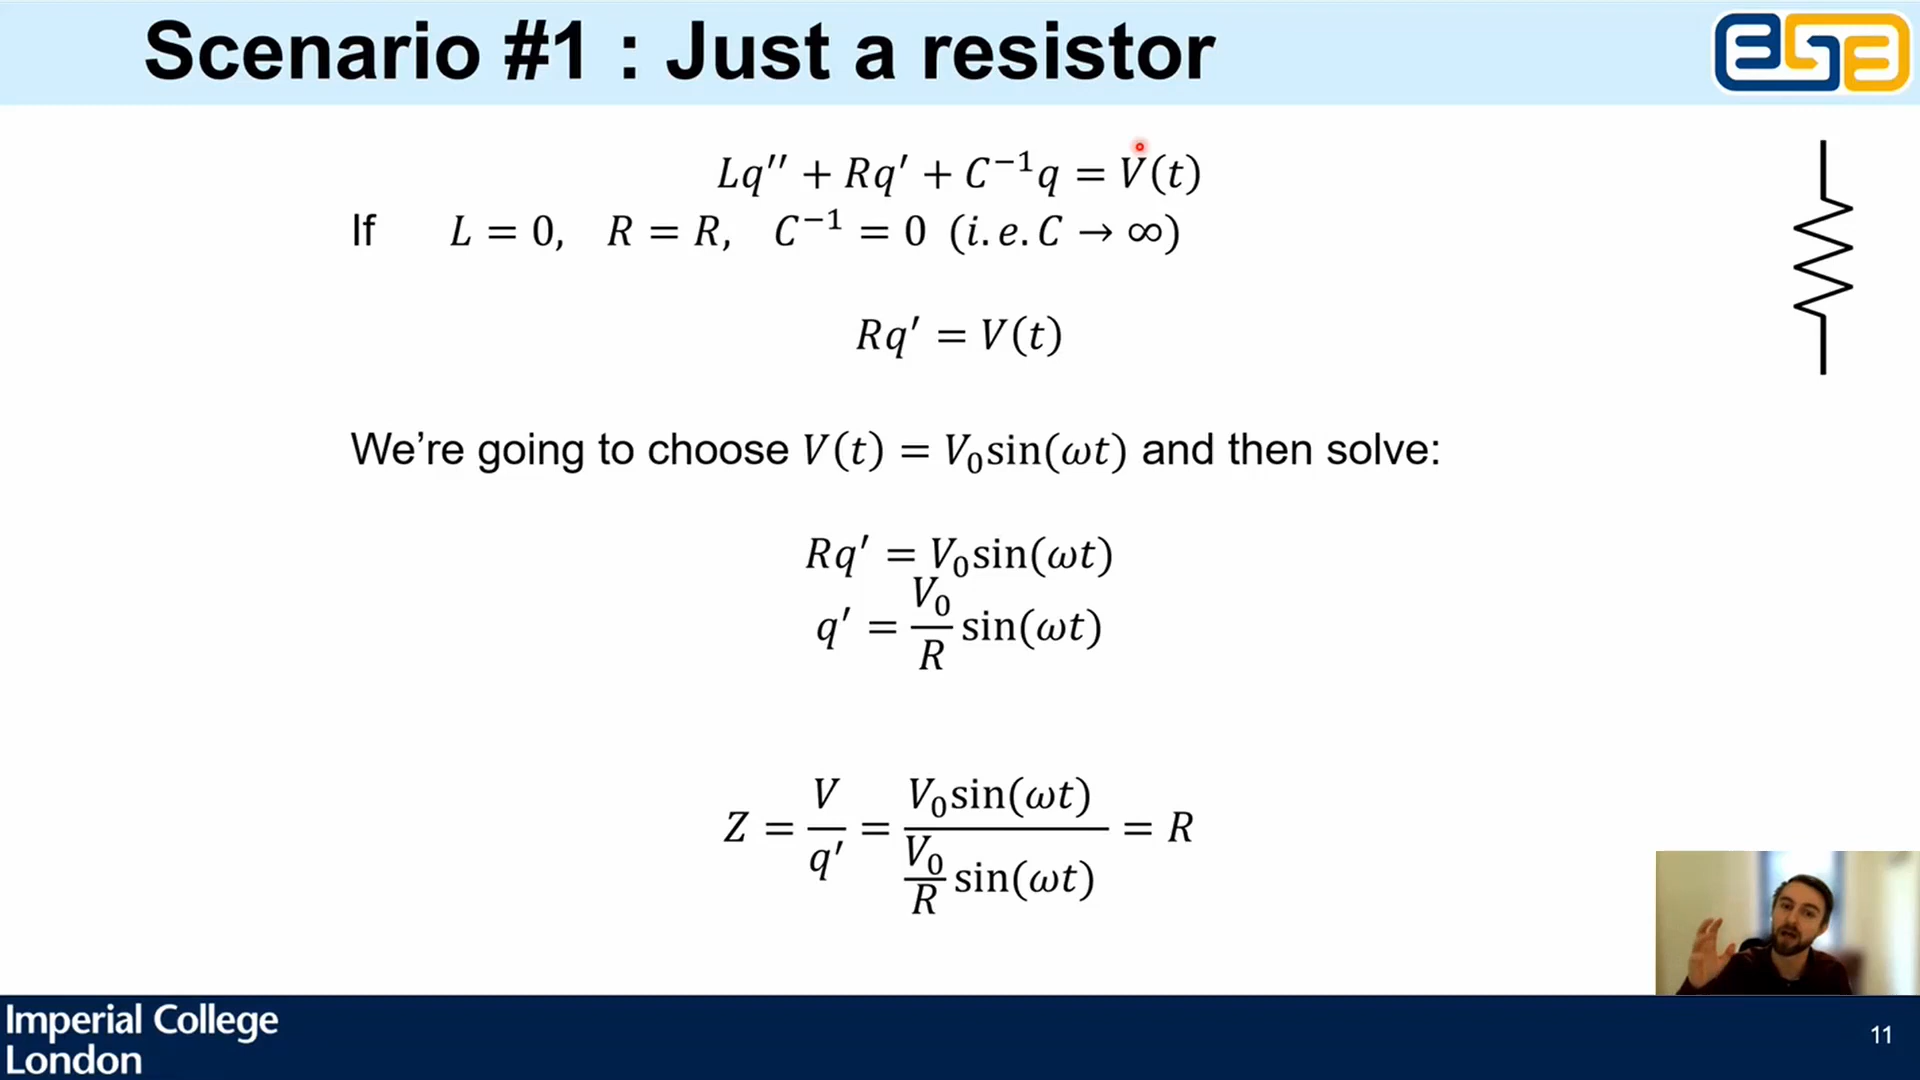 Scenario #1 : Just a resistor
Lq′′ + Rq′ + C⁻¹q = V(t)
If L = 0, R = R, C⁻¹ = 0 (i.e. C → ∞)
Rq′ = V(t)
We’re going to choose V(t) = V₀sin(ωt) and then solve:
Rq′ = V₀sin(ωt)
q′ = V₀/R sin(ωt)
Z = V/q′ = V₀sin(ωt) / (V₀/R sin(ωt)) = R
Imperial College
London
11